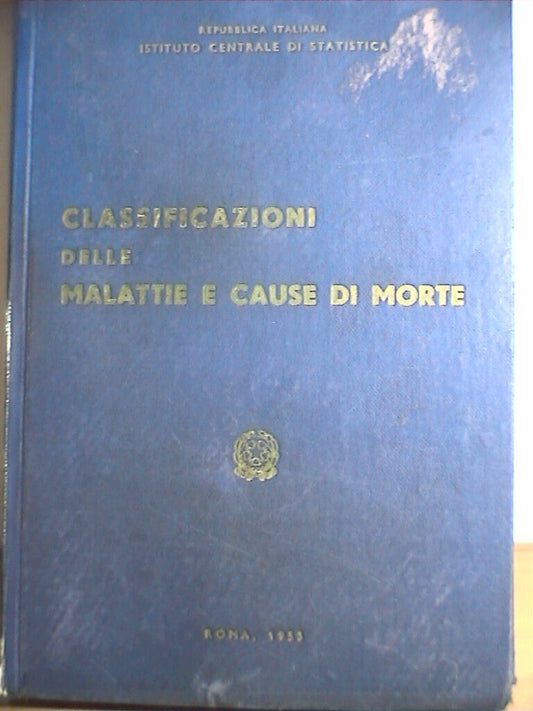 REPUBBLICA ITALIANA
ISTITUTO CENTRALE DI STATISTICA
CLASSIFICAZIONI
DELLE
MALATTIE E CAUSE DI MORTE
ROMA, 1955